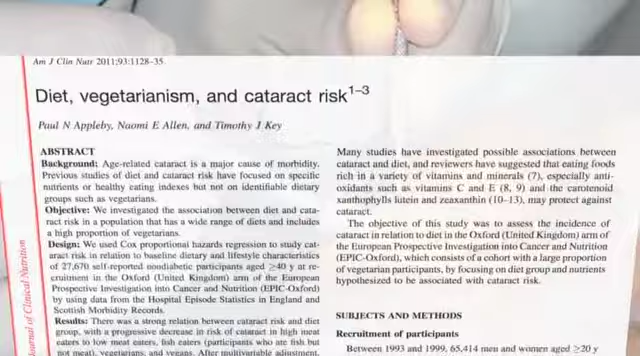 Am J Clin Nutr 2011;93:1128–35.
Diet, vegetarianism, and cataract risk1–3
Paul N Appleby, Naomi E Allen, and Timothy J Key
ABSTRACT
Background: Age-related cataract is a major cause of morbidity.
Previous studies of diet and cataract risk have focused on specific
nutrients or healthy eating indexes but not on identifiable dietary
groups such as vegetarians.
Objective: We investigated the association between diet and cata-
ract risk in a population that has a wide range of diets and includes
a high proportion of vegetarians.
Design: We used Cox proportional hazards regression to study cat-
aract risk in relation to baseline dietary and lifestyle characteristics
of 27,670 self-reported nondiabetic participants aged ≥40 y at re-
cruitment in the Oxford (United Kingdom) arm of the European
Prospective Investigation into Cancer and Nutrition (EPIC-Oxford)
by using data from the Hospital Episode Statistics in England and
Scottish Morbidity Records.
Results: There was a strong relation between cataract risk and diet
group, with a progressive decrease in risk of cataract in high meat
eaters to low meat eaters, fish eaters (participants who ate fish but
not meat), vegetarians, and vegans. After multivariable adjustment,
Many studies have investigated possible associations between
cataract and diet, and reviewers have suggested that eating foods
rich in a variety of vitamins and minerals (7), especially anti-
oxidants such as vitamins C and E (8, 9) and the carotenoid
xanthophylls lutein and zeaxanthin (10–13), may protect against
cataract.
The objective of this study was to assess the incidence of
cataract in relation to diet in the Oxford (United Kingdom) arm of
the European Prospective Investigation into Cancer and Nutrition
(EPIC-Oxford), which consists of a cohort with a large proportion
of vegetarian participants, by focusing on diet group and nutrients
hypothesized to be associated with cataract risk.
SUBJECTS AND METHODS
Recruitment of participants
Between 1993 and 1999, 65,414 men and women aged ≥20 y
Journal of Clinical Nutrition